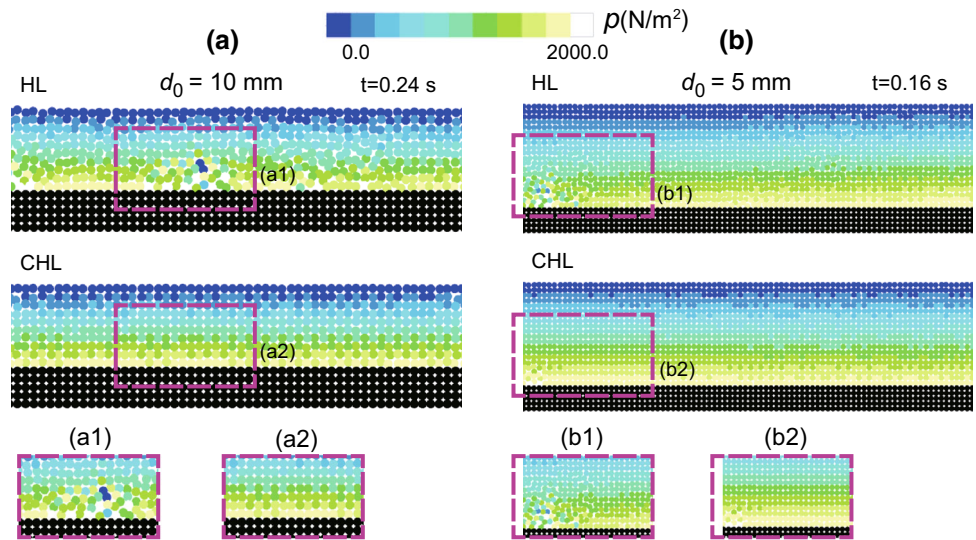 p(N/m²)
0.0 2000.0
(a) (b)
HL d₀ = 10 mm t=0.24 s
HL d₀ = 5 mm t=0.16 s
(a1)
(b1)
CHL
CHL
(a2)
(b2)
(a1) (a2) (b1) (b2)